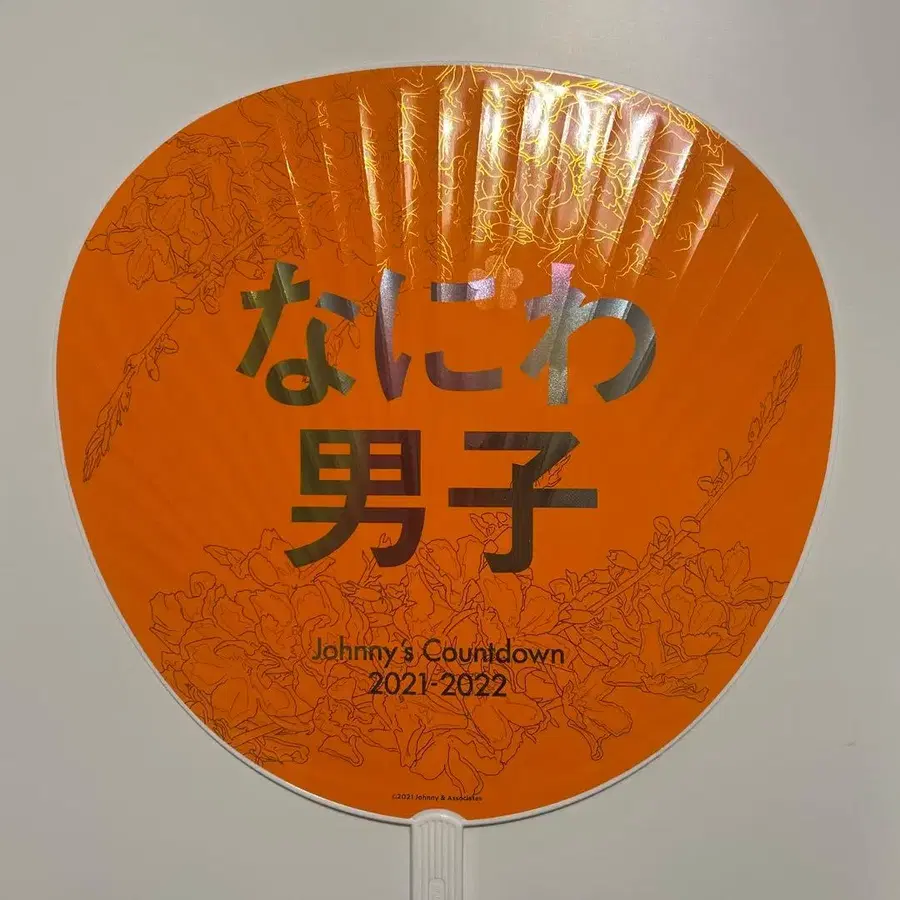 なにわ
男子
Johnny's Countdown
2021-2022
©2021 Johnny & Associates